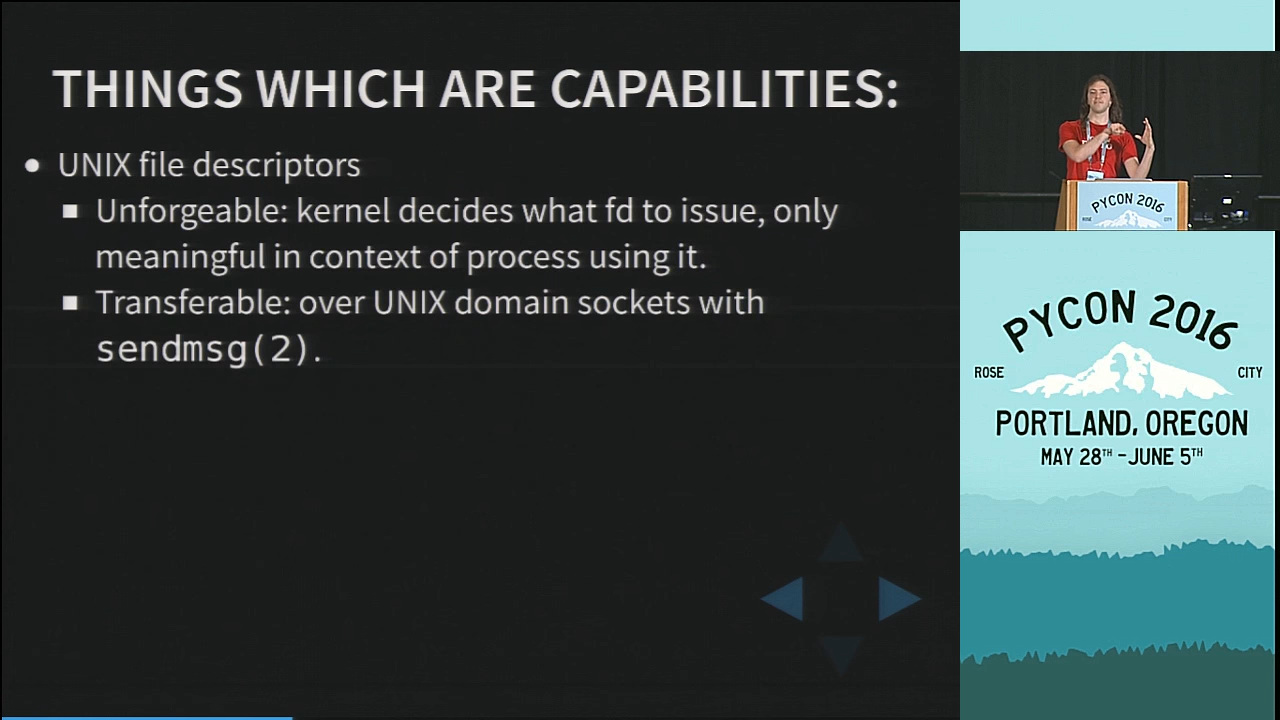 THINGS WHICH ARE CAPABILITIES:
UNIX file descriptors
Unforgeable: kernel decides what fd to issue, only
meaningful in context of process using it.
Transferable: over UNIX domain sockets with
sendmsg(2).
PYCON 2016
ROSE CITY
PYCON 2016
ROSE CITY
PORTLAND, OREGON
MAY 28TH - JUNE 5TH